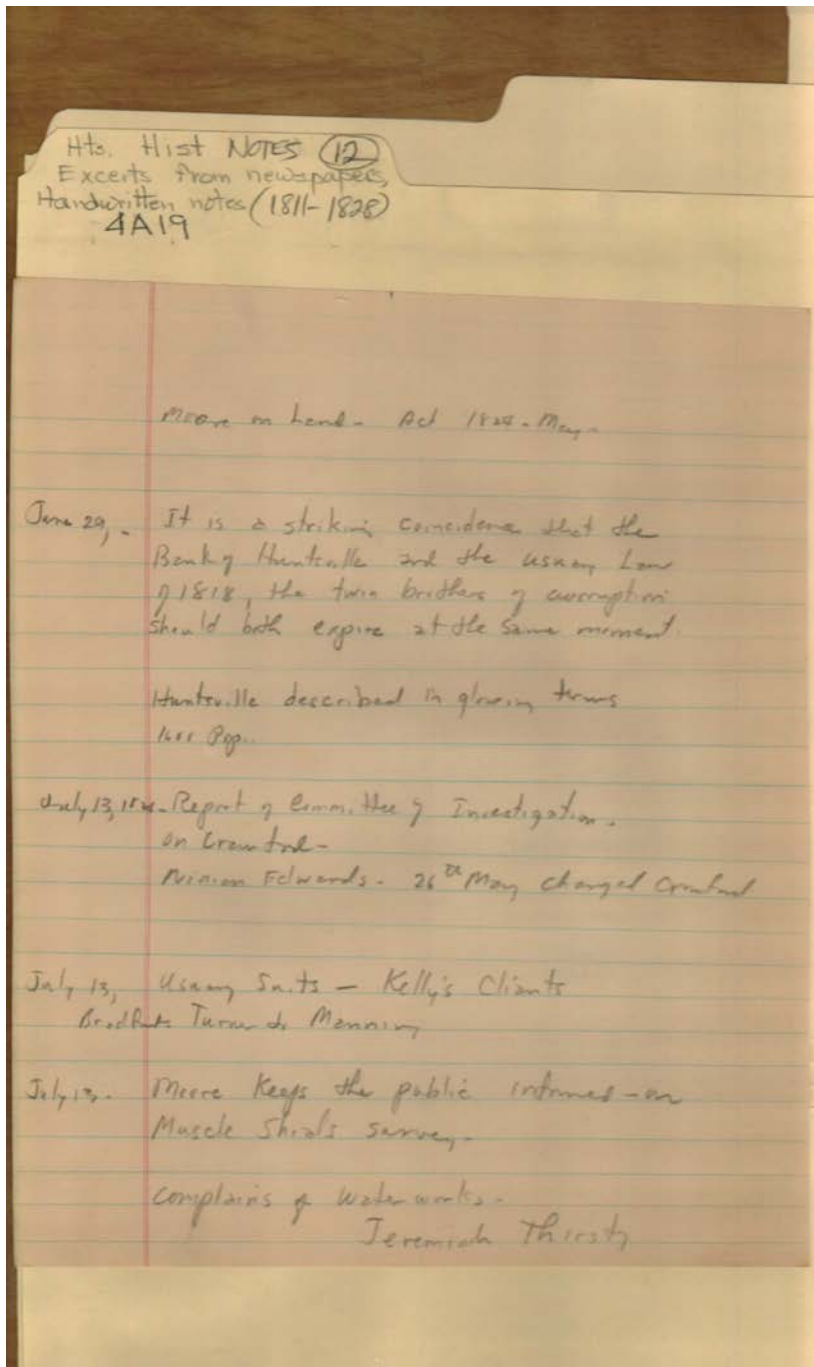 Hts. Hist NOTES (12)
Excerts from newspapers,
Handwritten notes (1811-1828)
4A19
Moore on Land - Act 1824 - May -
June 29, - It is a striking coincidence that the
Bank of Huntsville and the usury Law
of 1818, the twin brothers of corruption
should both expire at the same moment.
Huntsville described in glowing terms
Pop.
July 13, 1824 - Report of Committee of Investigation.
on Crawford -
Ninian Edwards - 26th May Charged Crawford
July 13, Usury Suits — Kelly's Clients
Turner Manning
July 13. Moore Keeps the public informed - on
Muscle Shoals survey -
Complains of Water works -
Jeremiah Thirsty